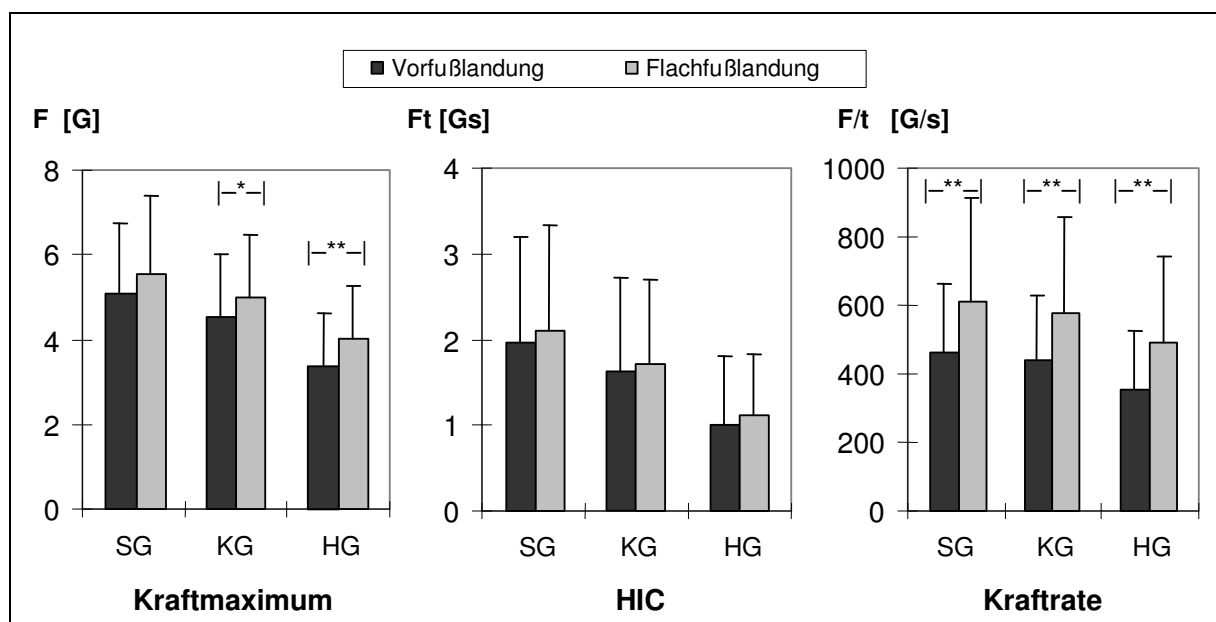 Vorfußlandung Flachfußlandung
F [G]
8
6
4
2
0
|–*–|
|–**–|
SG KG HG
Kraftmaximum
Ft [Gs]
4
3
2
1
0
SG KG HG
HIC
F/t [G/s]
1000
800
600
400
200
0
|–**–| |–**–| |–**–|
SG KG HG
Kraftrate